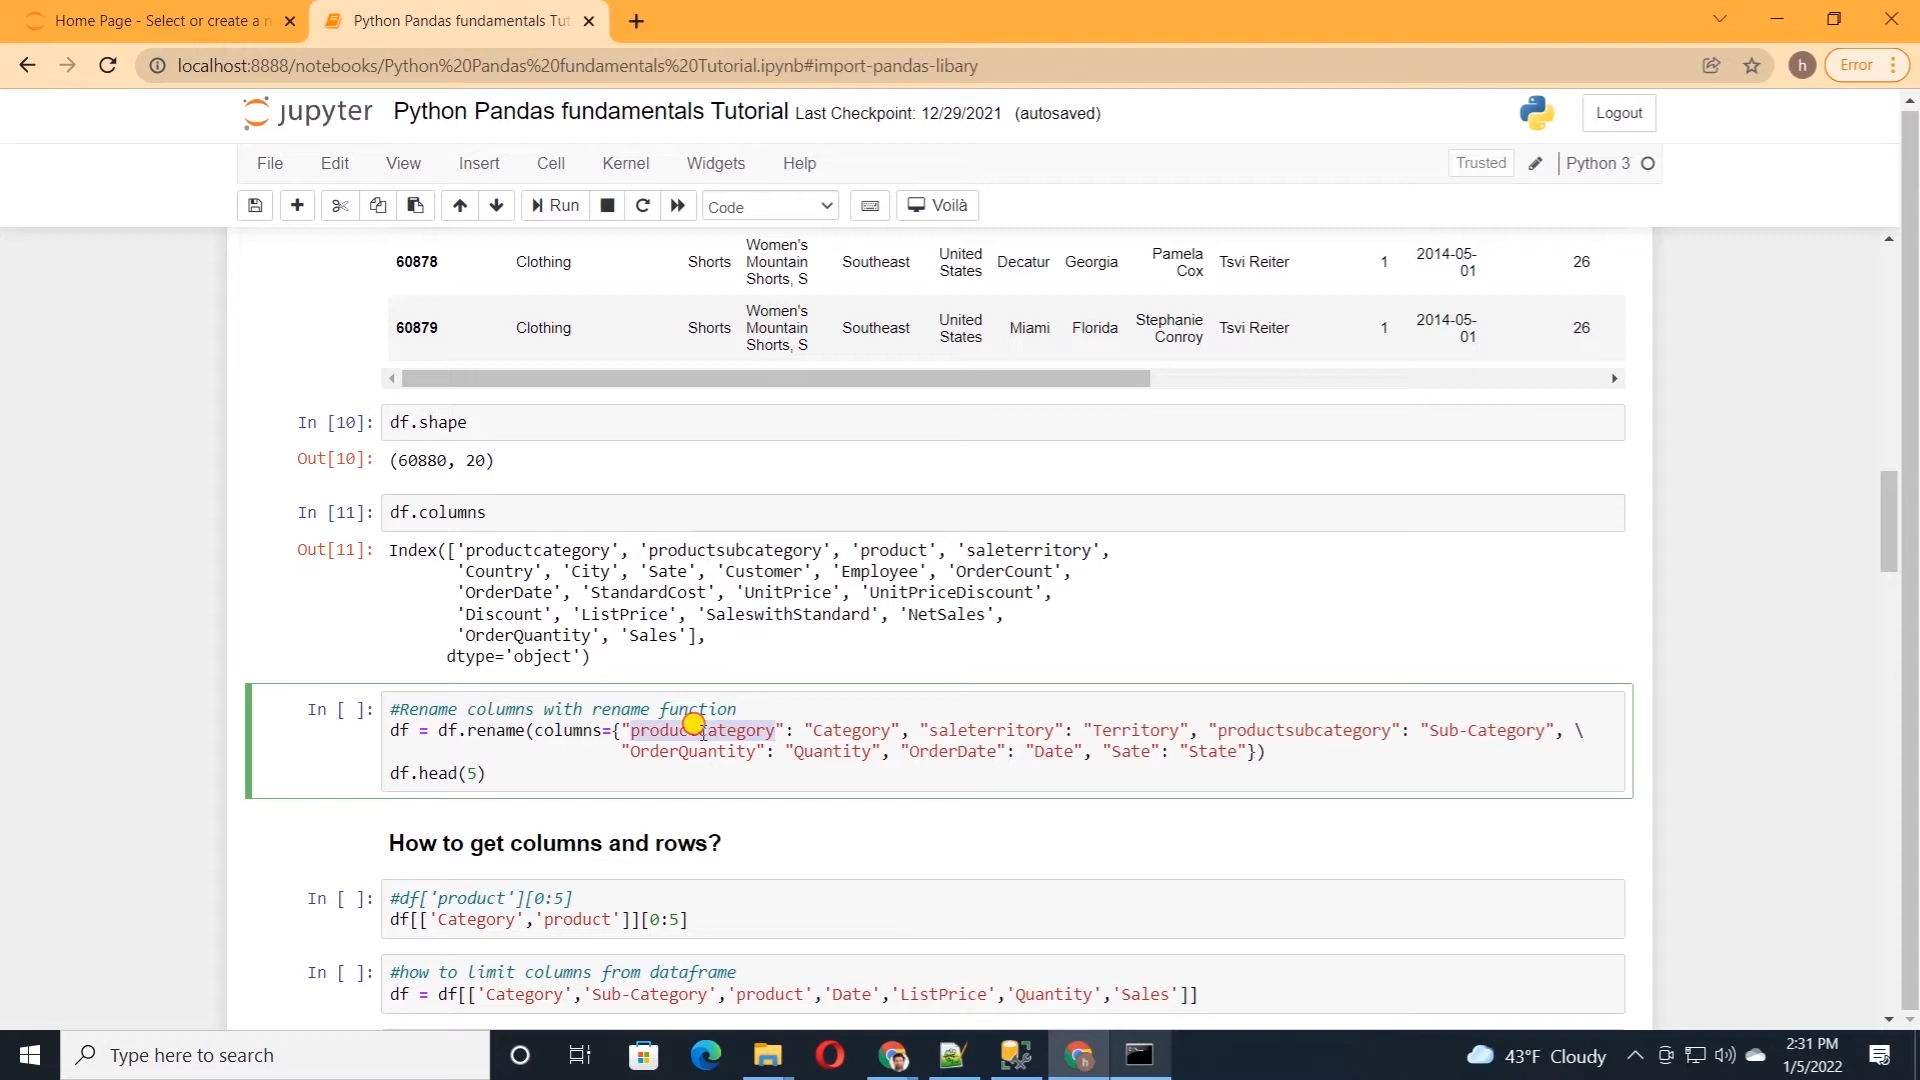 Home Page - Select or create a n
Python Pandas fundamentals Tut
localhost:8888/notebooks/Python%20Pandas%20fundamentals%20Tutorial.ipynb#import-pandas-libary
h
Error
jupyter Python Pandas fundamentals Tutorial Last Checkpoint: 12/29/2021 (autosaved)
Logout
File Edit View Insert Cell Kernel Widgets Help
Trusted
Python 3
Run
Code
Voilà
60878 Clothing Shorts Women's Mountain Shorts, S Southeast United States Decatur Georgia Pamela Cox Tsvi Reiter 1 2014-05-01 26
60879 Clothing Shorts Women's Mountain Shorts, S Southeast United States Miami Florida Stephanie Conroy Tsvi Reiter 1 2014-05-01 26
In [10]: df.shape
Out[10]: (60880, 20)
In [11]: df.columns
Out[11]: Index(['productcategory', 'productsubcategory', 'product', 'saleterritory',
'Country', 'City', 'Sate', 'Customer', 'Employee', 'OrderCount',
'OrderDate', 'StandardCost', 'UnitPrice', 'UnitPriceDiscount',
'Discount', 'ListPrice', 'SaleswithStandard', 'NetSales',
'OrderQuantity', 'Sales'],
dtype='object')
In [ ]: #Rename columns with rename function
df = df.rename(columns={"productcategory": "Category", "saleterritory": "Territory", "productsubcategory": "Sub-Category", \
"OrderQuantity": "Quantity", "OrderDate": "Date", "Sate": "State"})
df.head(5)
How to get columns and rows?
In [ ]: #df['product'][0:5]
df[['Category','product']][0:5]
In [ ]: #how to limit columns from dataframe
df = df[['Category','Sub-Category','product','Date','ListPrice','Quantity','Sales']]
Type here to search
43°F Cloudy
2:31 PM
1/5/2022